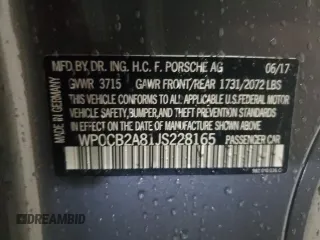 MFD. BY DR. ING. H.C. F. PORSCHE AG 06/17
GVWR 3715 GAWR FRONT/REAR 1731/2072 LBS
THIS VEHICLE CONFORMS TO ALL APPLICABLE U.S. FEDERAL MOTOR
VEHICLE SAFETY, BUMPER, AND THEFT PREVENTION STANDARDS IN
EFFECT ON THE DATE OF MANUFACTURE SHOWN ABOVE.
MADE IN GERMANY
WP0CB2A81JS228165 PASSENGER CAR
DREAMBID